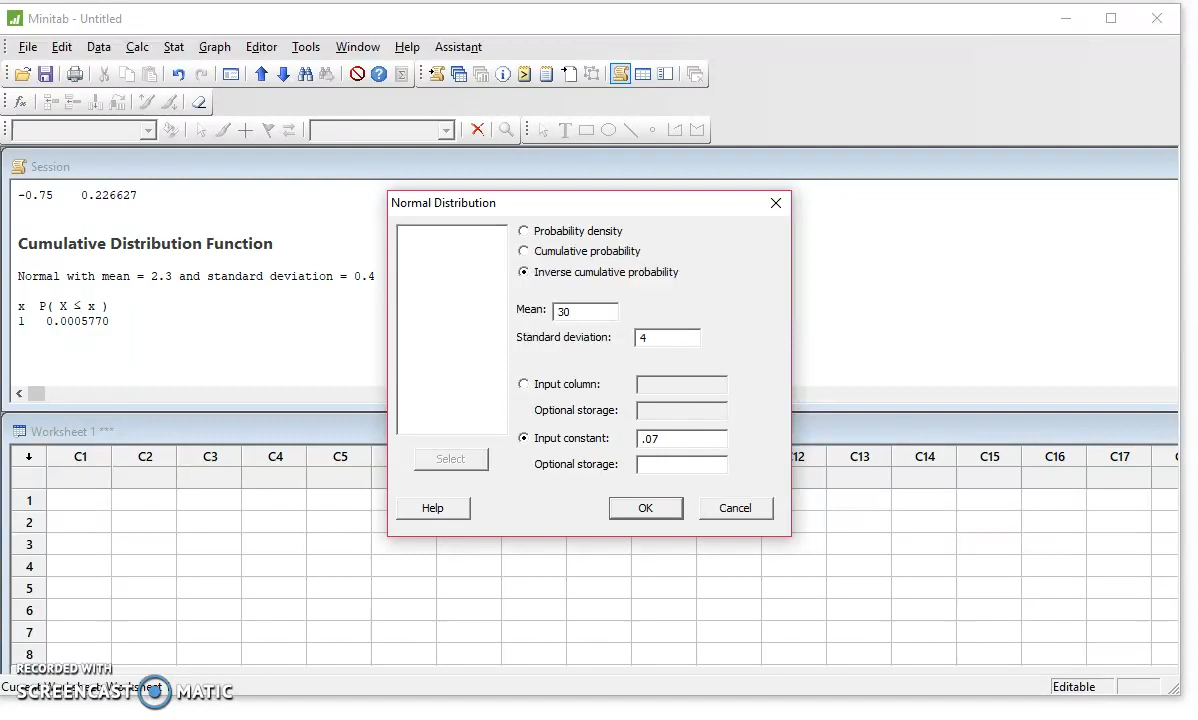 Minitab - Untitled
File Edit Data Calc Stat Graph Editor Tools Window Help Assistant
Session
-0.75 0.226627
Cumulative Distribution Function
Normal with mean = 2.3 and standard deviation = 0.4
x P( X ≤ x )
1 0.0005770
Normal Distribution
Probability density
Cumulative probability
Inverse cumulative probability
Mean: 30
Standard deviation: 4
Input column:
Optional storage:
Input constant: .07
Optional storage:
Select
Help OK Cancel
Worksheet 1 ***
C1 C2 C3 C4 C5 12 C13 C14 C15 C16 C17
1
2
3
4
5
6
7
8
RECORDED WITH
SCREENCAST MATIC
Editable